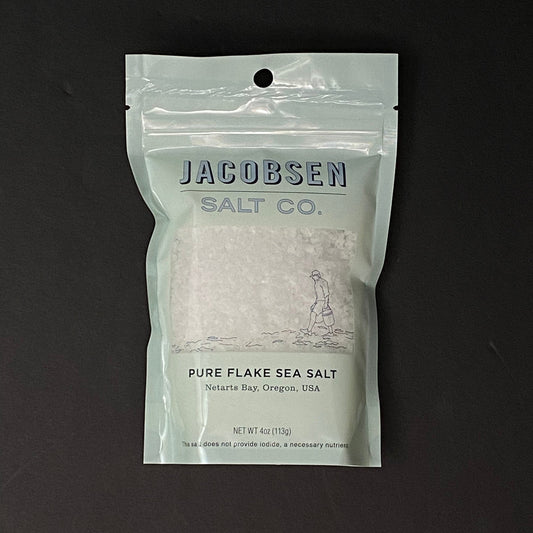 JACOBSEN
SALT CO.
PURE FLAKE SEA SALT
Netarts Bay, Oregon, USA
NET WT 4oz (113g)
This salt does not provide iodide, a necessary nutrient.